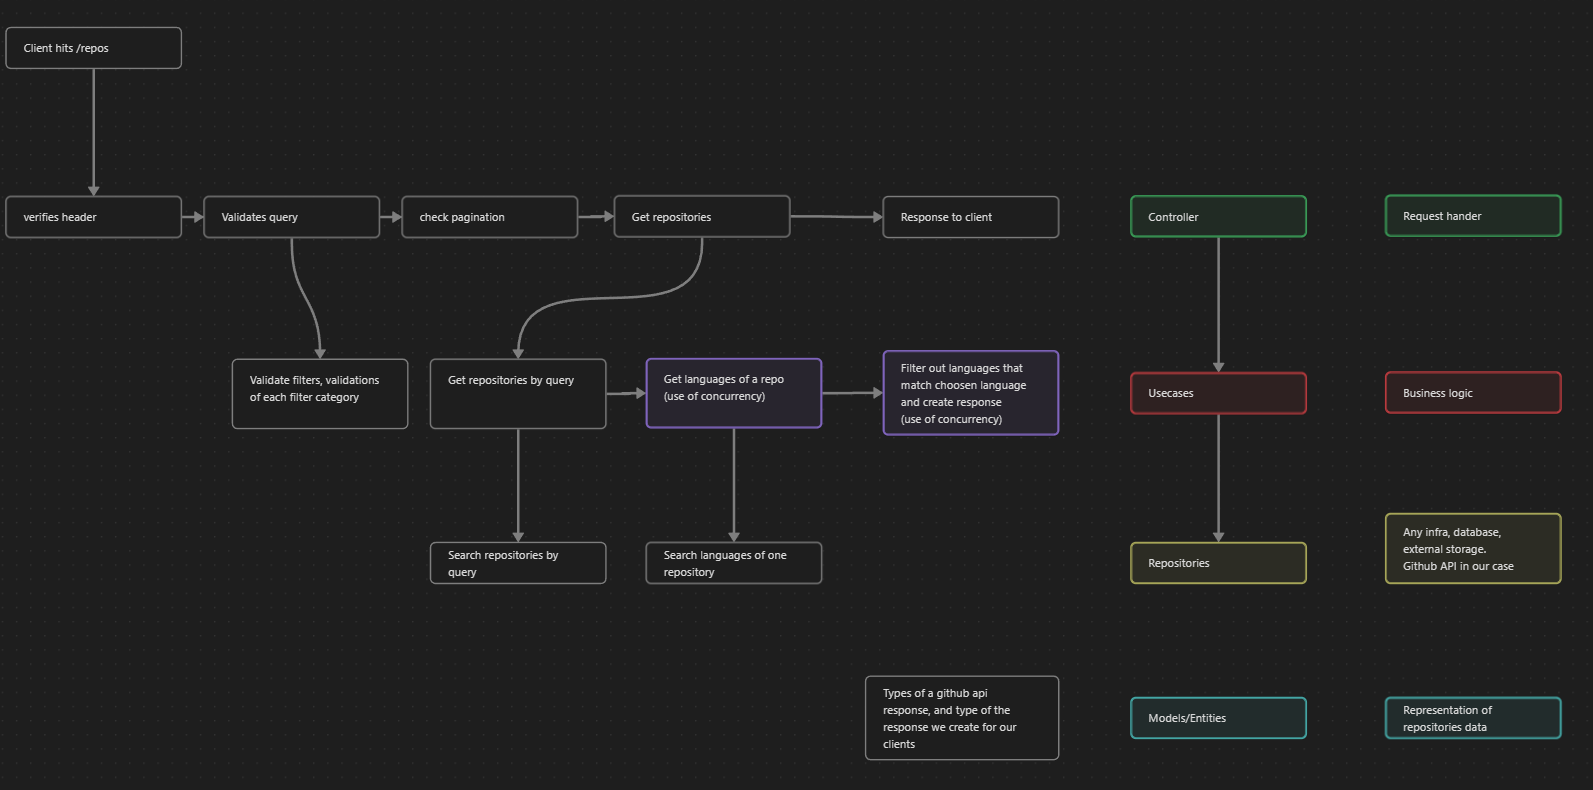 Client hits /repos
verifies header
Validates query
check pagination
Get repositories
Response to client
Controller
Request hander
Validate filters, validations
of each filter category
Get repositories by query
Get languages of a repo
(use of concurrency)
Filter out languages that
match choosen language
and create response
(use of concurrency)
Usecases
Business logic
Search repositories by
query
Search languages of one
repository
Repositories
Any infra, database,
external storage.
Github API in our case
Types of a github api
response, and type of the
response we create for our
clients
Models/Entities
Representation of
repositories data